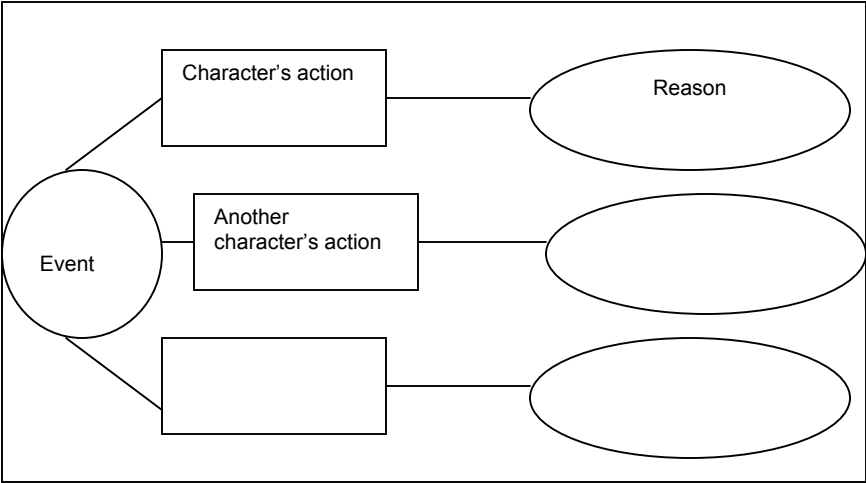 Character’s action
Reason
Another
character’s action
Event